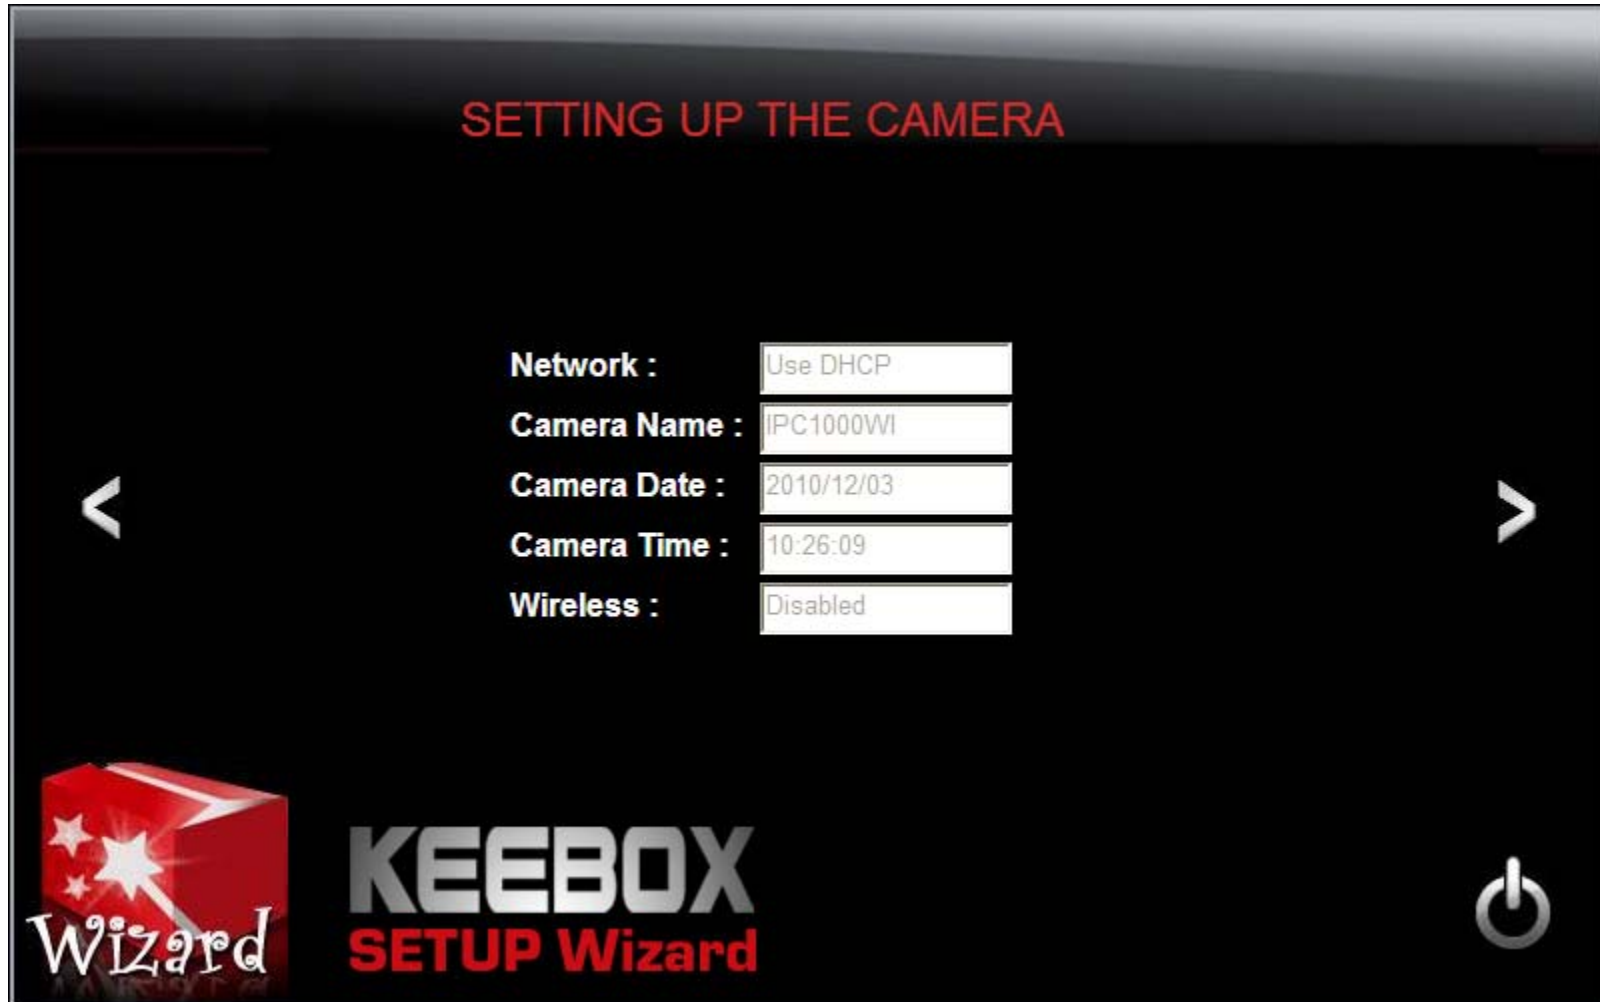 SETTING UP THE CAMERA
Network : Use DHCP
Camera Name : IPC1000WI
Camera Date : 2010/12/03
Camera Time : 10:26:09
Wireless : Disabled
<
>
Wizard
KEEBOX
SETUP Wizard